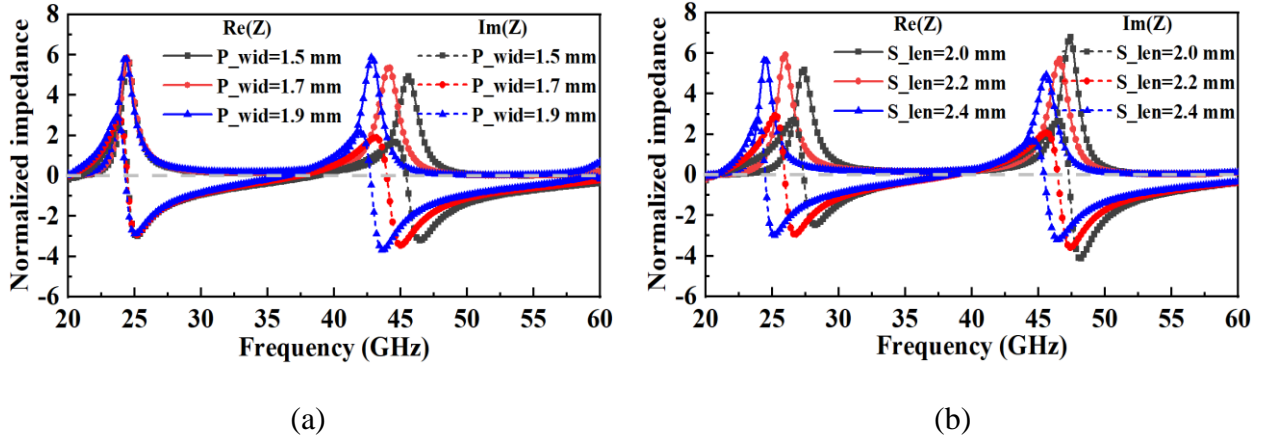 Normalized impedance
8
6
4
2
0
-2
-4
-6
Re(Z) Im(Z)
P_wid=1.5 mm P_wid=1.5 mm
P_wid=1.7 mm P_wid=1.7 mm
P_wid=1.9 mm P_wid=1.9 mm
20 25 30 35 40 45 50 55 60
Frequency (GHz)
(a)
Normalized impedance
8
6
4
2
0
-2
-4
-6
Re(Z) Im(Z)
S_len=2.0 mm S_len=2.0 mm
S_len=2.2 mm S_len=2.2 mm
S_len=2.4 mm S_len=2.4 mm
20 25 30 35 40 45 50 55 60
Frequency (GHz)
(b)